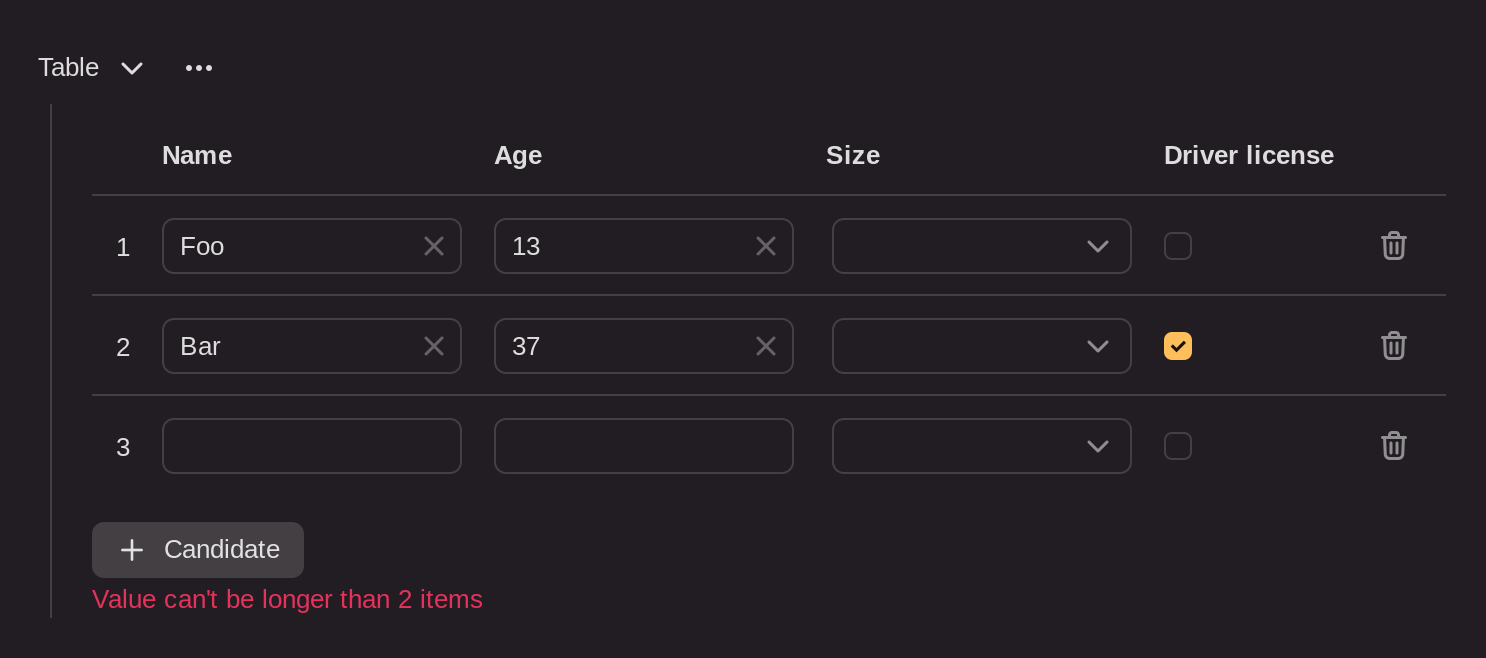 Table
Name Age Size Driver license
1 Foo 13
2 Bar 37
3
Candidate
Value can't be longer than 2 items